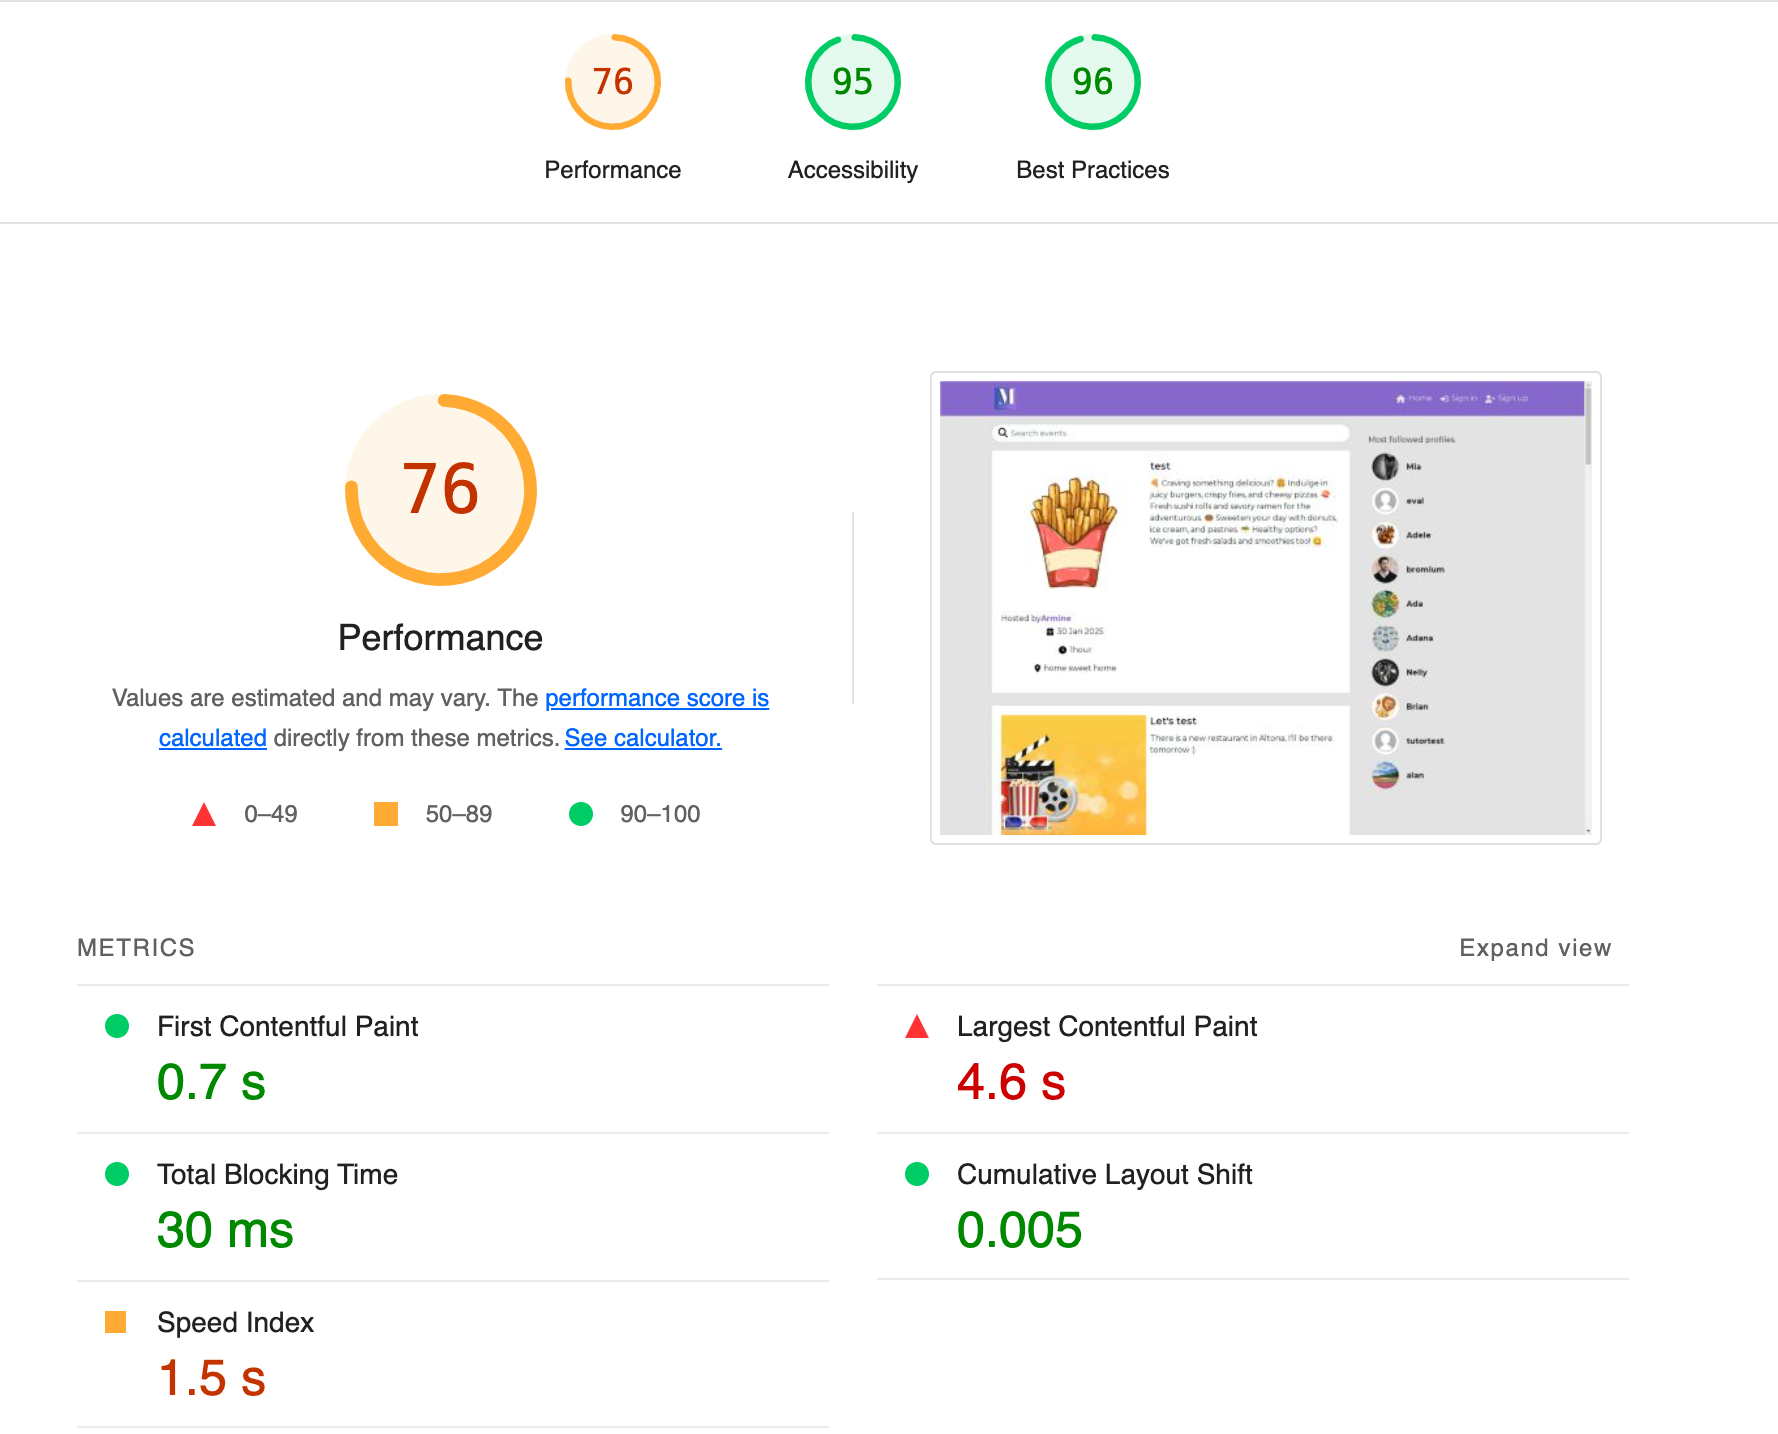 76
95
96
Performance
Accessibility
Best Practices
76
Performance
Values are estimated and may vary. The performance score is
calculated directly from these metrics. See calculator.
0–49
50–89
90–100
M
Home
Sign in
Sign up
Search events
Most followed profiles.
test
🍕 Craving something delicious? 🍔 Indulge in
juicy burgers, crispy fries, and cheesy pizzas.
Fresh sushi rolls and savory ramen for the
adventurous. 🍩 Sweeten your day with donuts,
ice cream, and pastries. 🥗 Healthy options?
We've got fresh salads and smoothies too! 😋
Hosted byArmine
30 Jan 2025
1hour
home sweet home
Let's test
There is a new restaurant in Altona, I'll be there
tomorrow :)
Mia
eval
Adele
bromium
Ada
Adana
Nelly
Brian
tutortest
alan
METRICS
Expand view
First Contentful Paint
0.7 s
Largest Contentful Paint
4.6 s
Total Blocking Time
30 ms
Cumulative Layout Shift
0.005
Speed Index
1.5 s